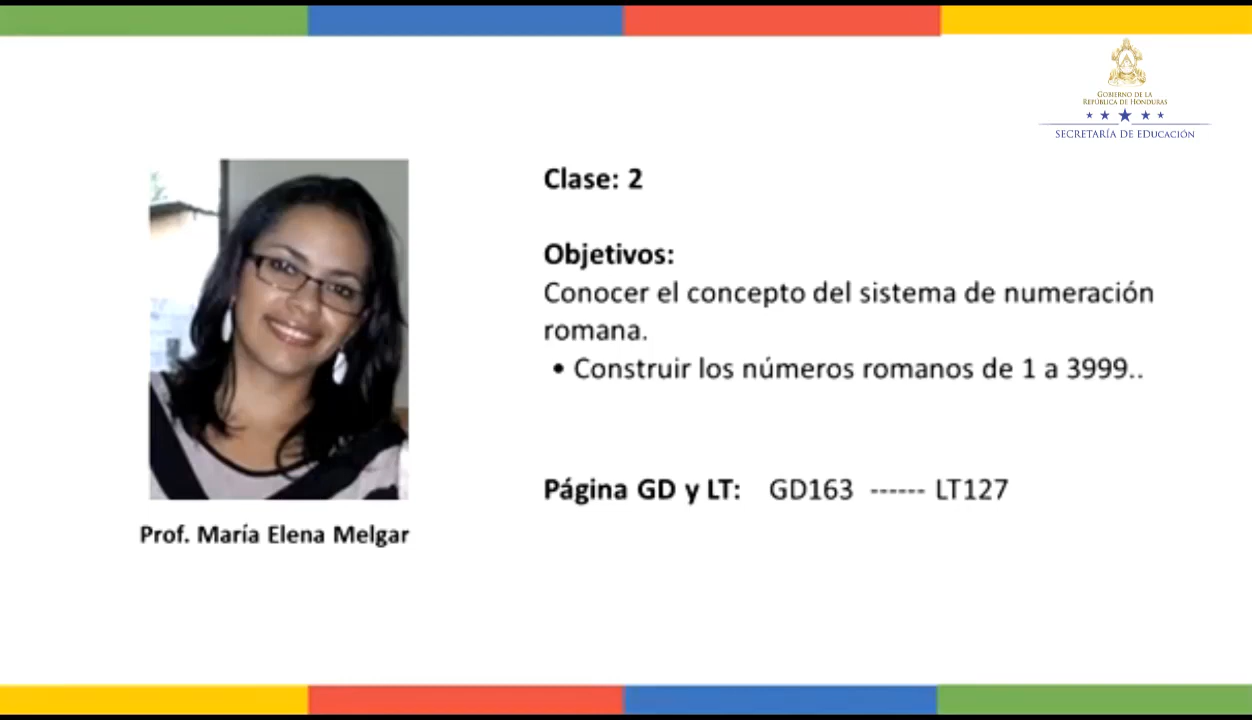 GOBIERNO DE LA
REPÚBLICA DE HONDURAS
SECRETARÍA DE EDUCACIÓN
Clase: 2
Objetivos:
Conocer el concepto del sistema de numeración
romana.
• Construir los números romanos de 1 a 3999..
Página GD y LT: GD163 ------ LT127
Prof. María Elena Melgar